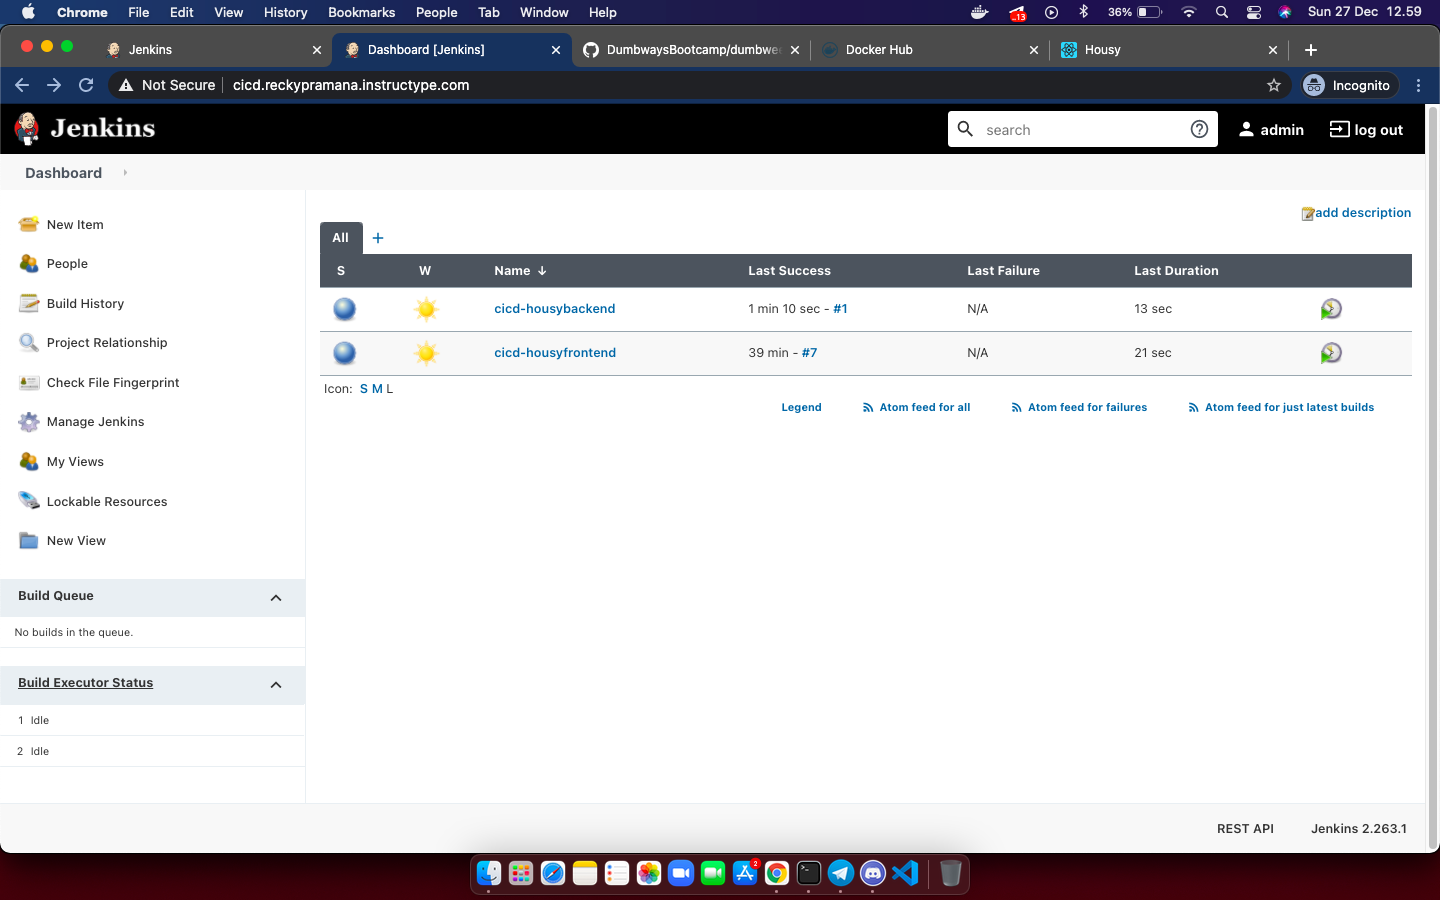 Chrome File Edit View History Bookmarks People Tab Window Help 13 36% Sun 27 Dec 12.59
Jenkins Dashboard [Jenkins] DumbwaysBootcamp/dumbwee Docker Hub Housy
Not Secure cicd.reckypramana.instructype.com Incognito
Jenkins search admin log out
Dashboard
New Item
People
Build History
Project Relationship
Check File Fingerprint
Manage Jenkins
My Views
Lockable Resources
New View
Build Queue
No builds in the queue.
Build Executor Status
1 Idle
2 Idle
add description
All +
S W Name ↓ Last Success Last Failure Last Duration
cicd-housybackend 1 min 10 sec - #1 N/A 13 sec
cicd-housyfrontend 39 min - #7 N/A 21 sec
Icon: S M L
Legend Atom feed for all Atom feed for failures Atom feed for just latest builds
REST API Jenkins 2.263.1
2